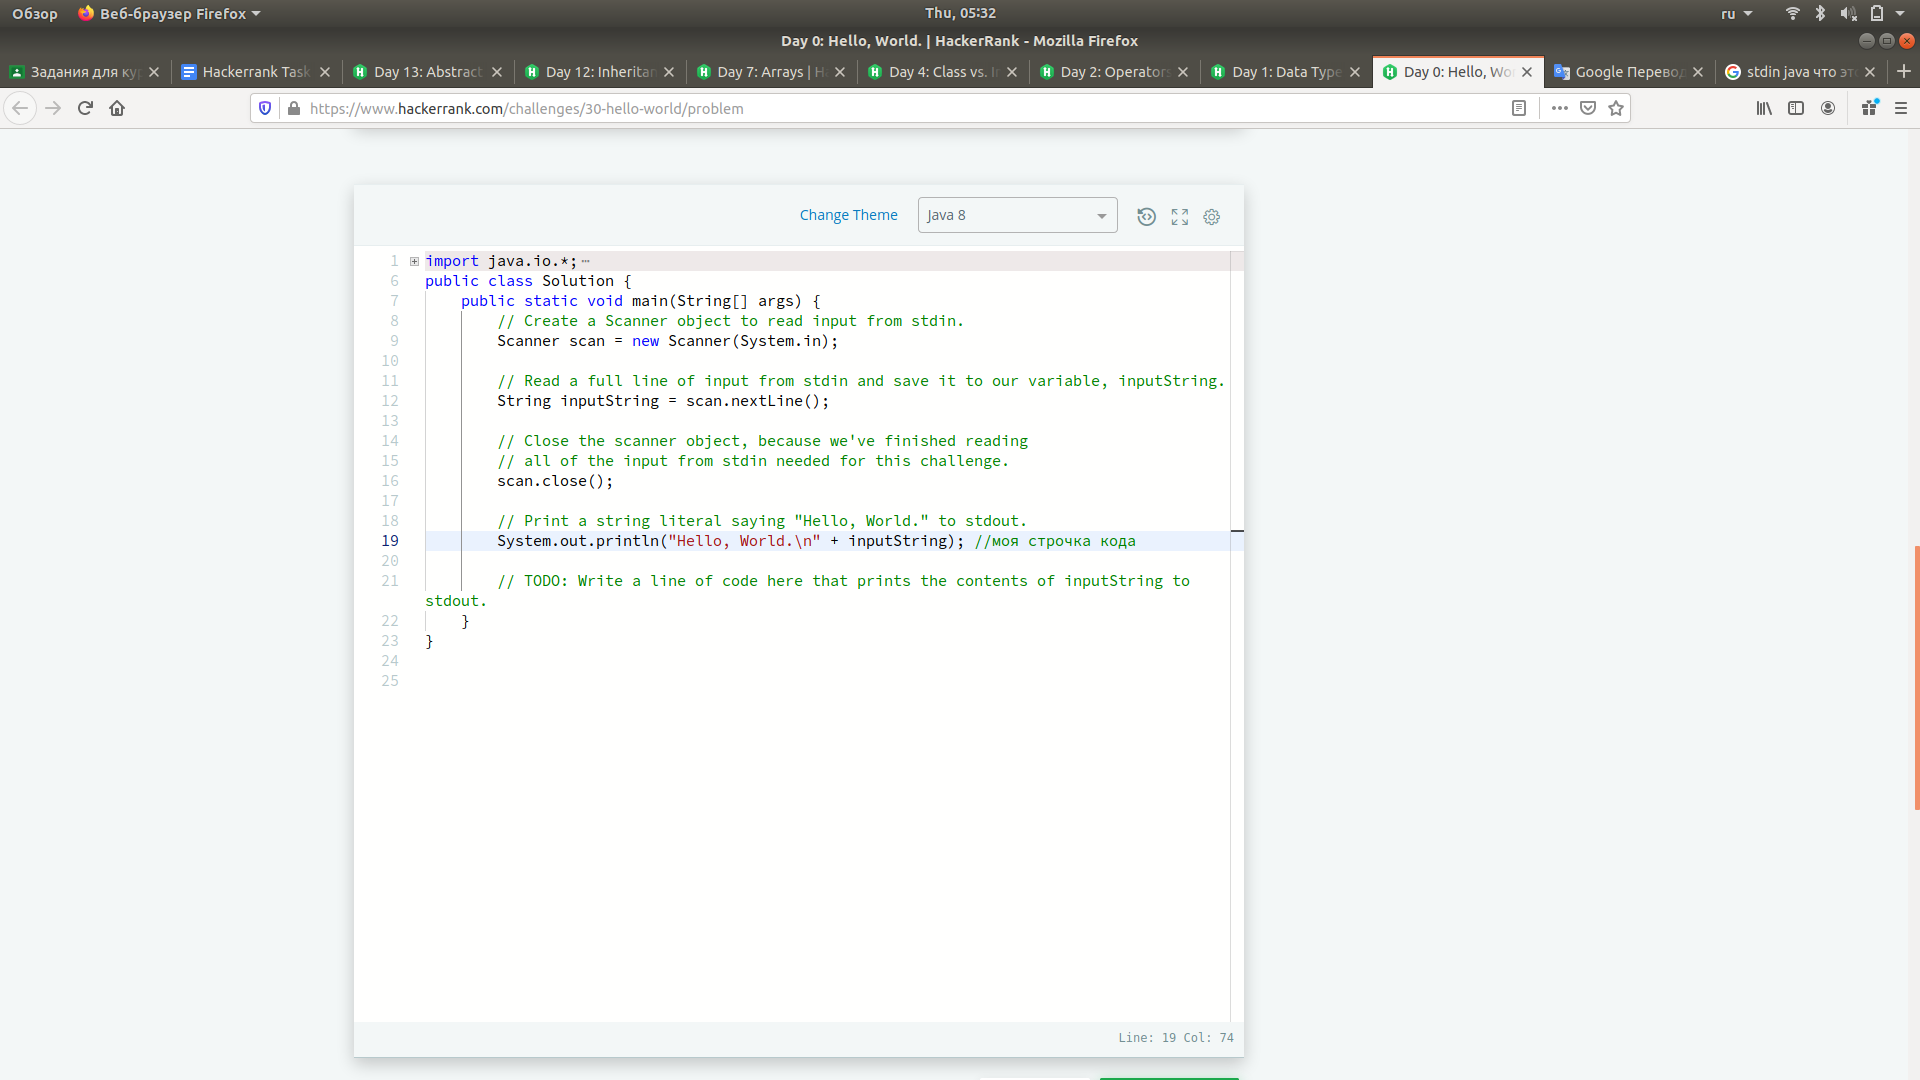 Обзор Веб-браузер Firefox Thu, 05:32 ru
Day 0: Hello, World. | HackerRank - Mozilla Firefox
Задания для ку Hackerrank Task Day 13: Abstract Day 12: Inheritan Day 7: Arrays | Ha Day 4: Class vs. I Day 2: Operators Day 1: Data Type Day 0: Hello, Wo Google Перевод stdin java что эт
https://www.hackerrank.com/challenges/30-hello-world/problem
Change Theme Java 8
1 import java.io.*;
6 public class Solution {
7 public static void main(String[] args) {
8 // Create a Scanner object to read input from stdin.
9 Scanner scan = new Scanner(System.in);
10
11 // Read a full line of input from stdin and save it to our variable, inputString.
12 String inputString = scan.nextLine();
13
14 // Close the scanner object, because we've finished reading
15 // all of the input from stdin needed for this challenge.
16 scan.close();
17
18 // Print a string literal saying "Hello, World." to stdout.
19 System.out.println("Hello, World.\n" + inputString); //моя строчка кода
20
21 // TODO: Write a line of code here that prints the contents of inputString to
stdout.
22 }
23 }
24
25
Line: 19 Col: 74